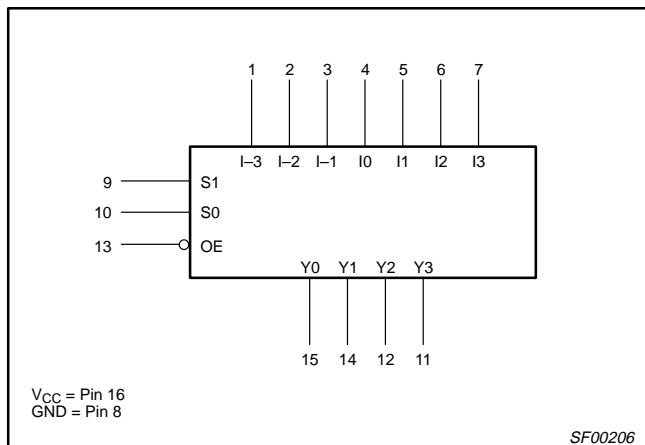 1 2 3 4 5 6 7
I–3 I–2 I–1 I0 I1 I2 I3
9 S1
10 S0
13 OE
Y0 Y1 Y2 Y3
15 14 12 11
VCC = Pin 16
GND = Pin 8
SF00206